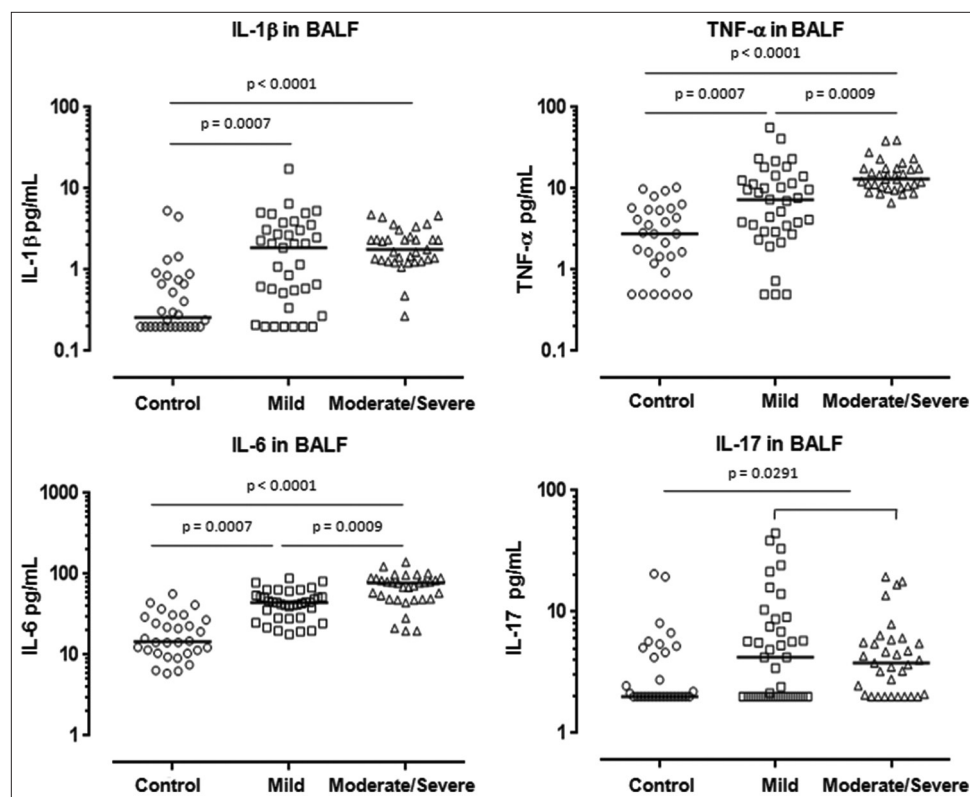 IL-1β in BALF
p < 0.0001
p = 0.0007
100
10
1
0.1
IL-1β pg/mL
Control Mild Moderate/Severe
TNF-α in BALF
p < 0.0001
p = 0.0007 p = 0.0009
100
10
1
0.1
TNF-α pg/mL
Control Mild Moderate/Severe
IL-6 in BALF
p < 0.0001
p = 0.0007 p = 0.0009
1000
100
10
1
IL-6 pg/mL
Control Mild Moderate/Severe
IL-17 in BALF
p = 0.0291
100
10
1
IL-17 pg/mL
Control Mild Moderate/Severe